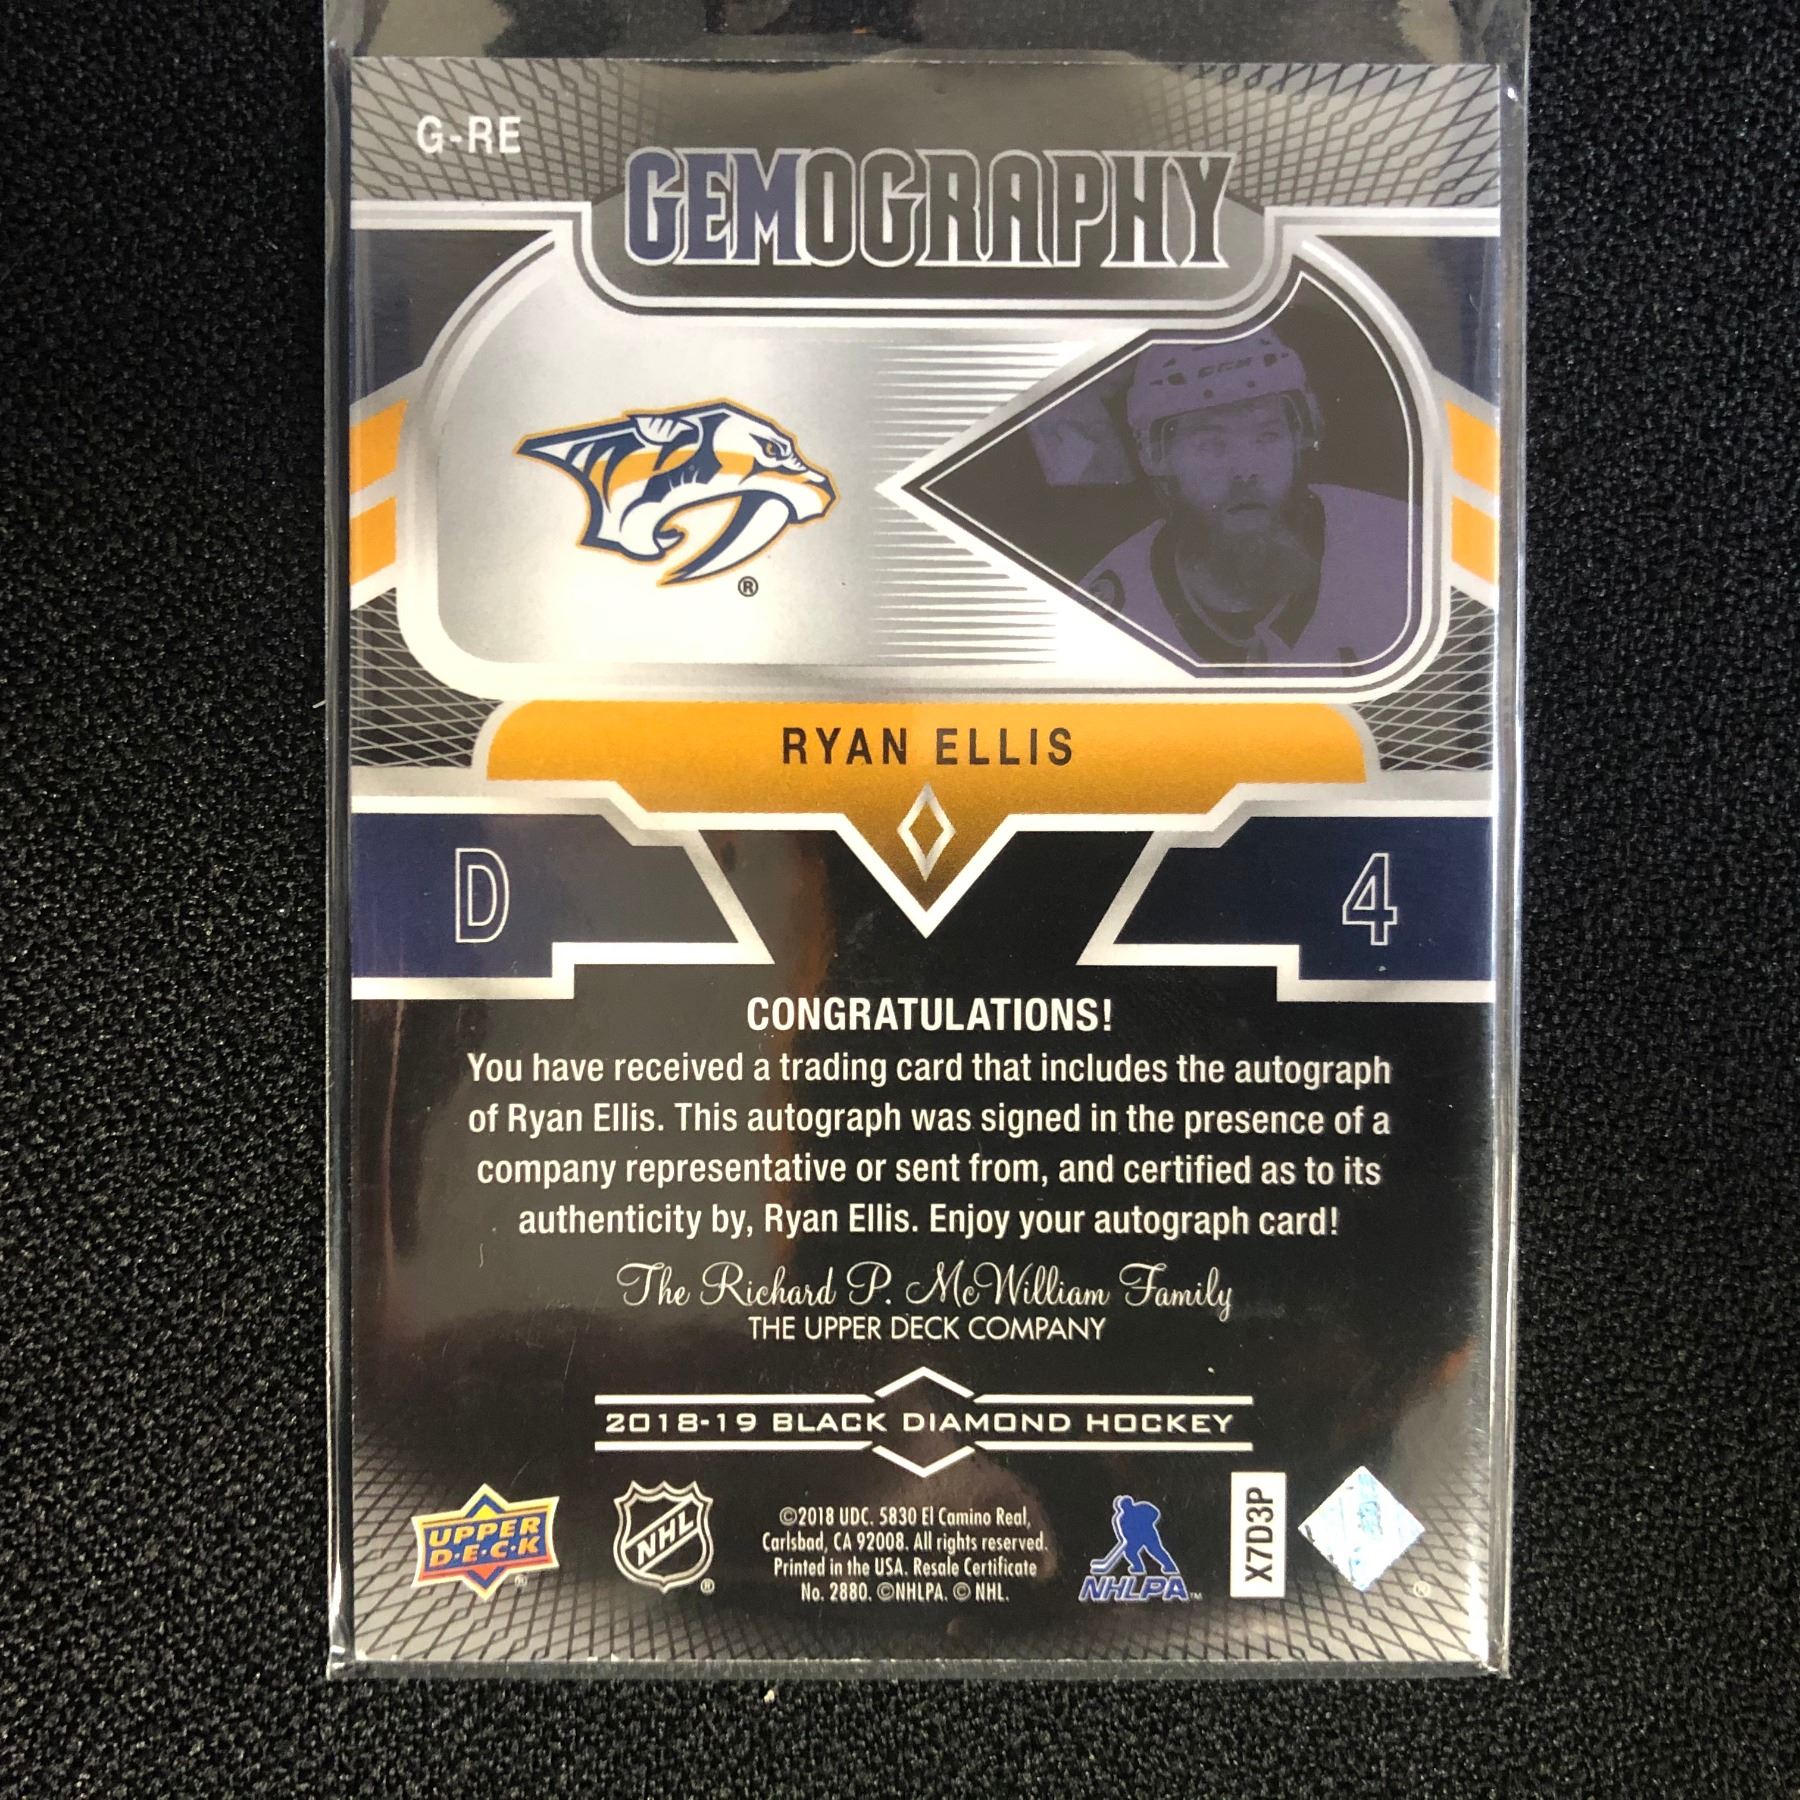 G-RE
GEMOGRAPHY
CCM
®
RYAN ELLIS
D
4
CONGRATULATIONS!
You have received a trading card that includes the autograph
of Ryan Ellis. This autograph was signed in the presence of a
company representative or sent from, and certified as to its
authenticity by, Ryan Ellis. Enjoy your autograph card!
The Richard P. McWilliam Family
THE UPPER DECK COMPANY
2018-19 BLACK DIAMOND HOCKEY
UPPER
D·E·C·K
®
NHL
®
©2018 UDC. 5830 El Camino Real,
Carlsbad, CA 92008. All rights reserved.
Printed in the USA. Resale Certificate
No. 2880. ©NHLPA. © NHL.
NHLPA™
X7D3P
®